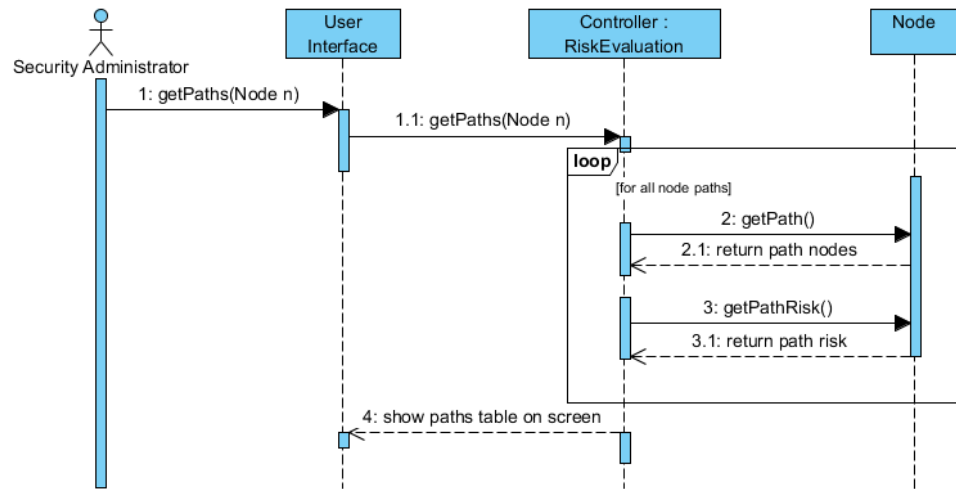 User
Interface
Controller :
RiskEvaluation
Node
Security Administrator
1: getPaths(Node n)
1.1: getPaths(Node n)
loop
[for all node paths]
2: getPath()
2.1: return path nodes
3: getPathRisk()
3.1: return path risk
4: show paths table on screen